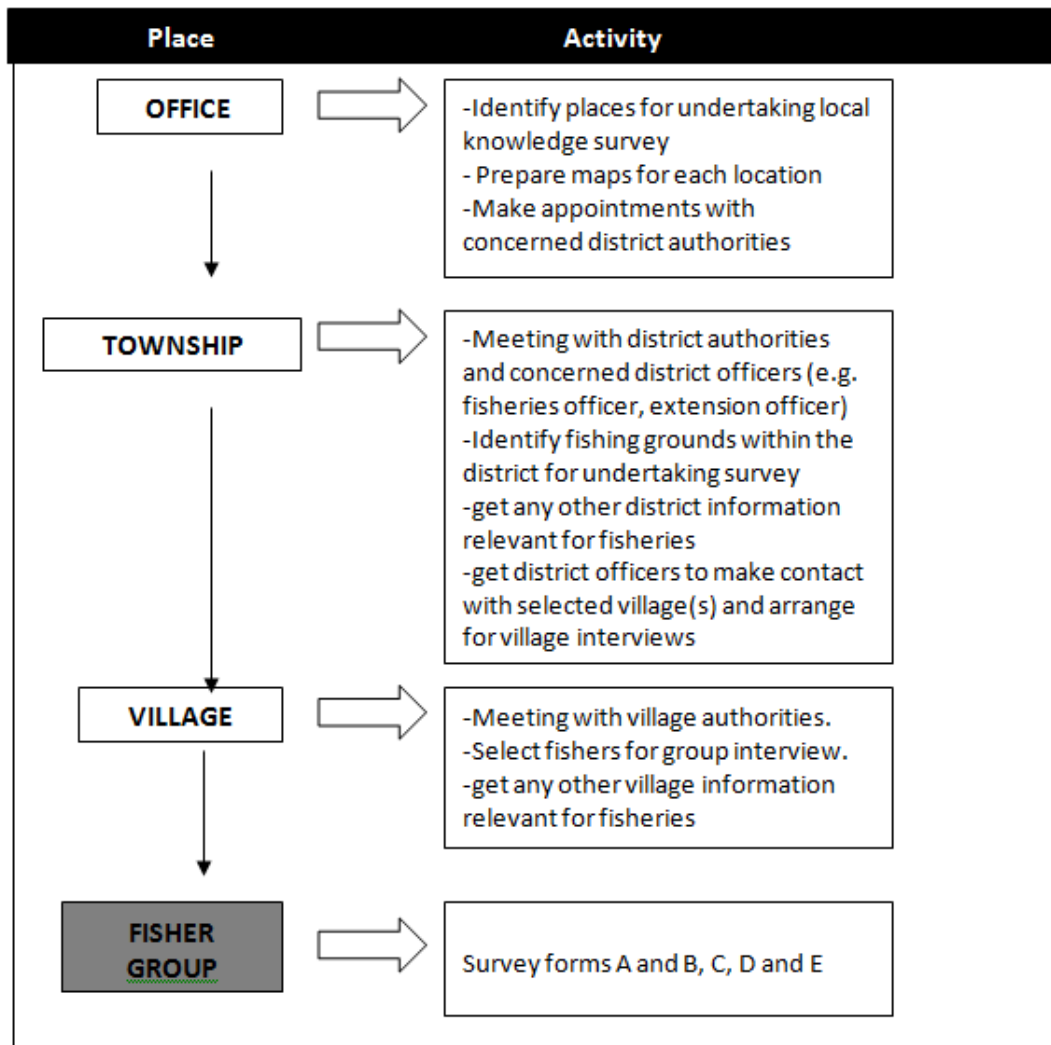 Place Activity
OFFICE
-Identify places for undertaking local
knowledge survey
- Prepare maps for each location
-Make appointments with
concerned district authorities
TOWNSHIP
-Meeting with district authorities
and concerned district officers (e.g.
fisheries officer, extension officer)
-Identify fishing grounds within the
district for undertaking survey
-get any other district information
relevant for fisheries
-get district officers to make contact
with selected village(s) and arrange
for village interviews
VILLAGE
-Meeting with village authorities.
-Select fishers for group interview.
-get any other village information
relevant for fisheries
FISHER
GROUP
Survey forms A and B, C, D and E